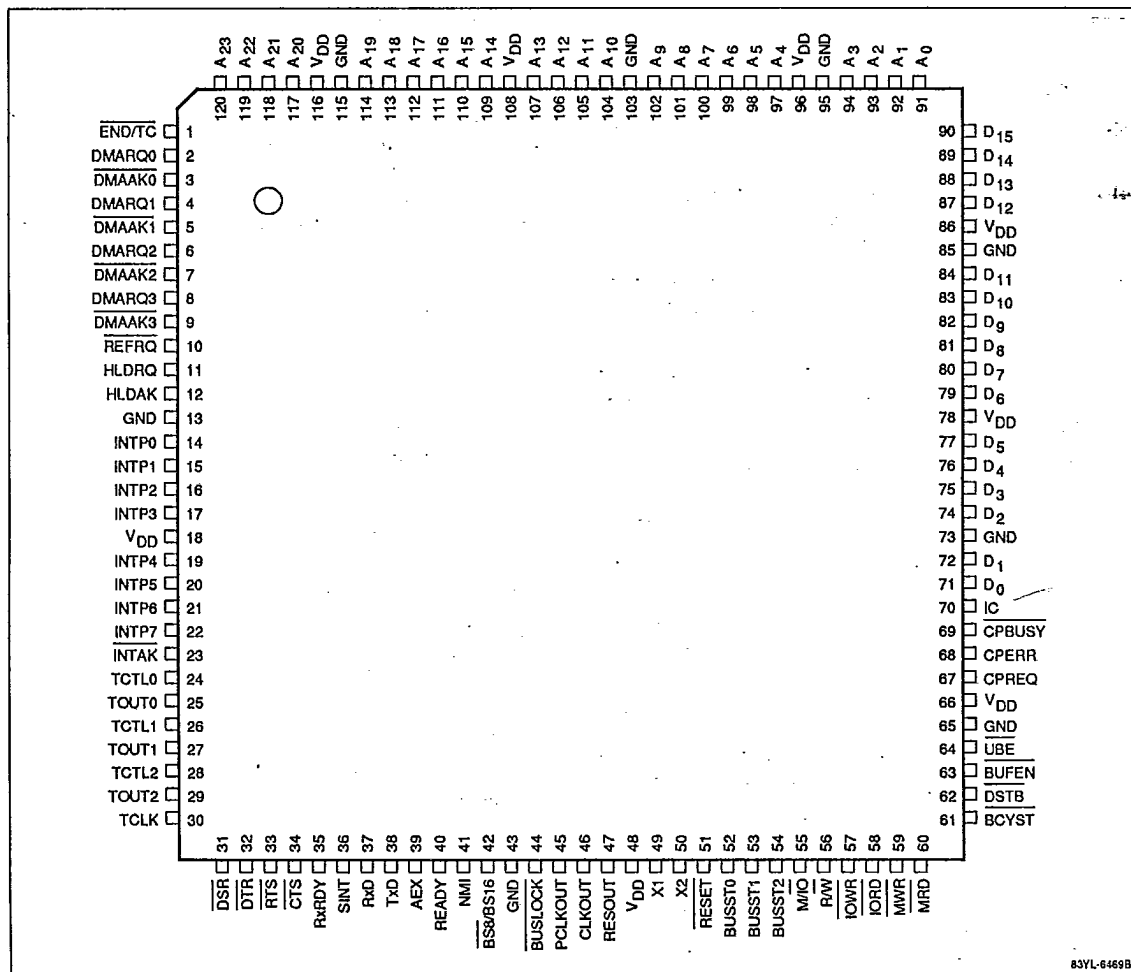 A23 A22 A21 A20 VDD GND A19 A18 A17 A16 A15 A14 VDD A13 A12 A11 A10 GND A9 A8 A7 A6 A5 A4 VDD GND A3 A2 A1 A0
120 119 118 117 116 115 114 113 112 111 110 109 108 107 106 105 104 103 102 101 100 99 98 97 96 95 94 93 92 91
END/TC 1 90 D15
DMARQ0 2 89 D14
DMAAK0 3 88 D13
DMARQ1 4 87 D12
DMAAK1 5 86 VDD
DMARQ2 6 85 GND
DMAAK2 7 84 D11
DMARQ3 8 83 D10
DMAAK3 9 82 D9
REFRQ 10 81 D8
HLDRQ 11 80 D7
HLDAK 12 79 D6
GND 13 78 VDD
INTP0 14 77 D5
INTP1 15 76 D4
INTP2 16 75 D3
INTP3 17 74 D2
VDD 18 73 GND
INTP4 19 72 D1
INTP5 20 71 D0
INTP6 21 70 IC
INTP7 22 69 CPBUSY
INTAK 23 68 CPERR
TCTL0 24 67 CPREQ
TOUT0 25 66 VDD
TCTL1 26 65 GND
TOUT1 27 64 UBE
TCTL2 28 63 BUFEN
TOUT2 29 62 DSTB
TCLK 30 61 BCYST
31 32 33 34 35 36 37 38 39 40 41 42 43 44 45 46 47 48 49 50 51 52 53 54 55 56 57 58 59 60
DSR DTR RTS CTS RxRDY SINT RxD TxD AEX READY NMI BS8/BS16 GND BUSLOCK PCLKOUT CLKOUT RESOUT VDD X1 X2 RESET BUSST0 BUSST1 BUSST2 M/IO R/W IOWR IORD MWR MRD
83YL-6469B